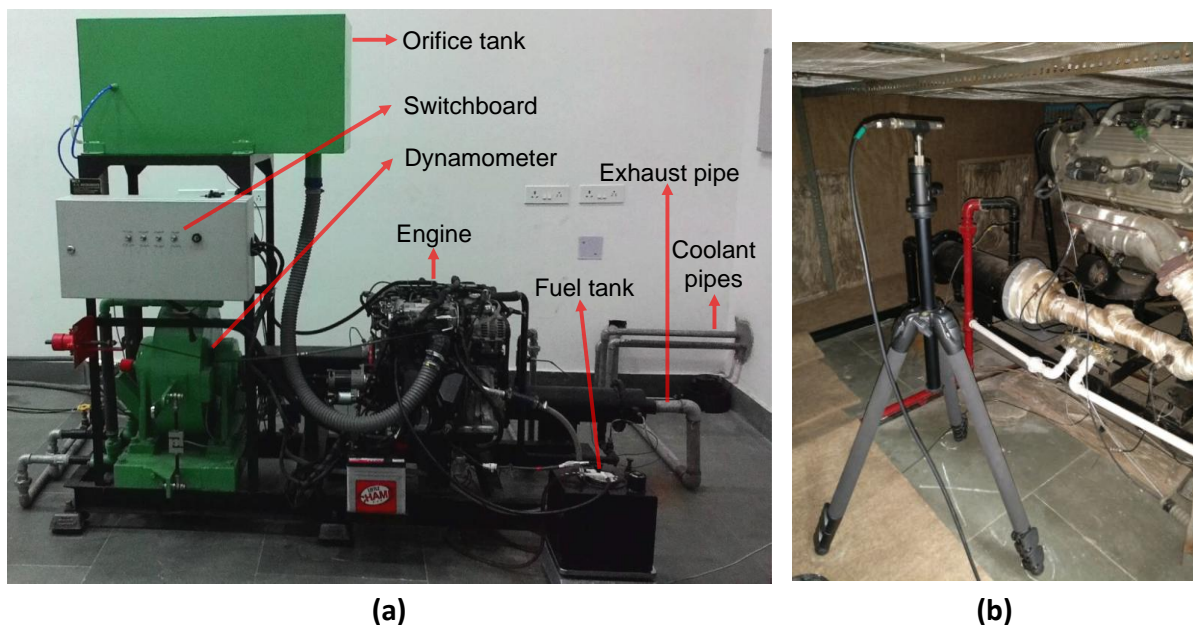 Orifice tank
Switchboard
Dynamometer
Exhaust pipe
Engine
Coolant
pipes
Fuel tank
(a)
(b)